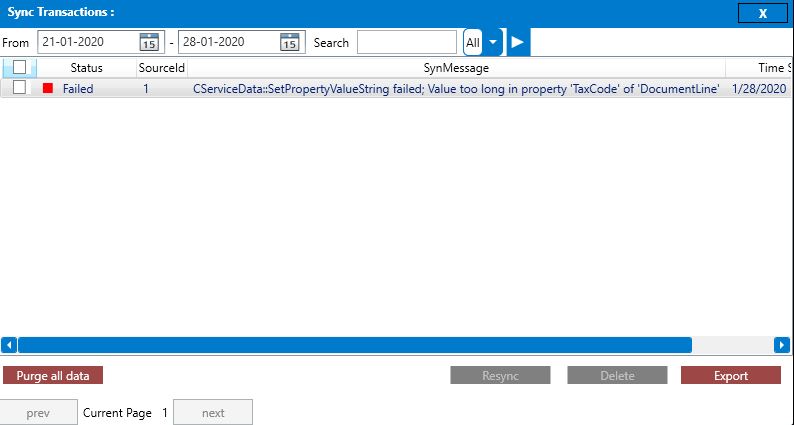 Sync Transactions :
X
From 21-01-2020 15 - 28-01-2020 15 Search All
Status SourceId SynMessage Time S
Failed 1 CServiceData::SetPropertyValueString failed; Value too long in property 'TaxCode' of 'DocumentLine' 1/28/2020
Purge all data Resync Delete Export
prev Current Page 1 next